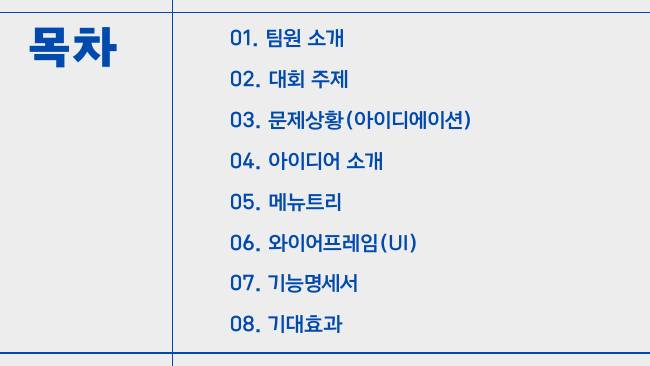 목차
01. 팀원 소개
02. 대회 주제
03. 문제상황(아이디에이션)
04. 아이디어 소개
05. 메뉴트리
06. 와이어프레임(UI)
07. 기능명세서
08. 기대효과